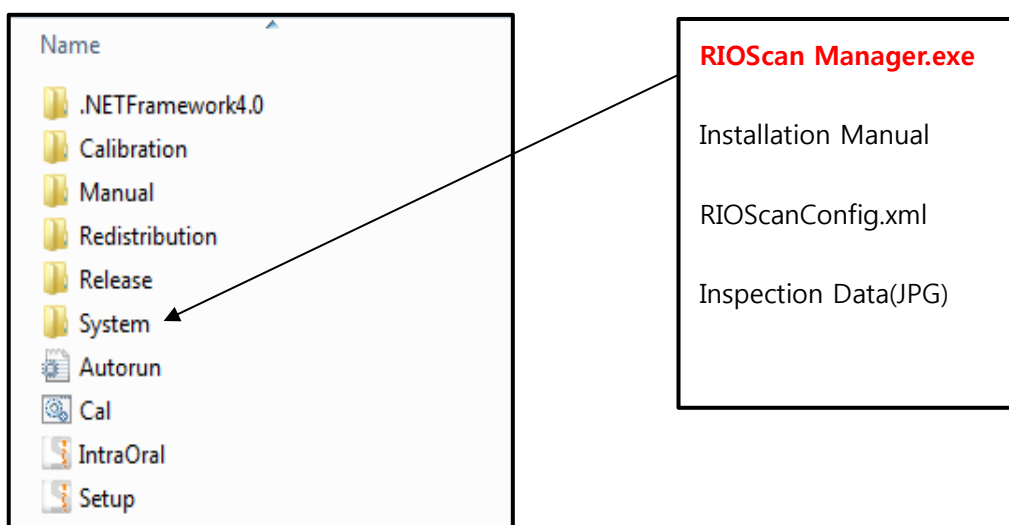 Name
.NETFramework4.0
Calibration
Manual
Redistribution
Release
System
Autorun
Cal
IntraOral
Setup
RIOScan Manager.exe
Installation Manual
RIOScanConfig.xml
Inspection Data(JPG)